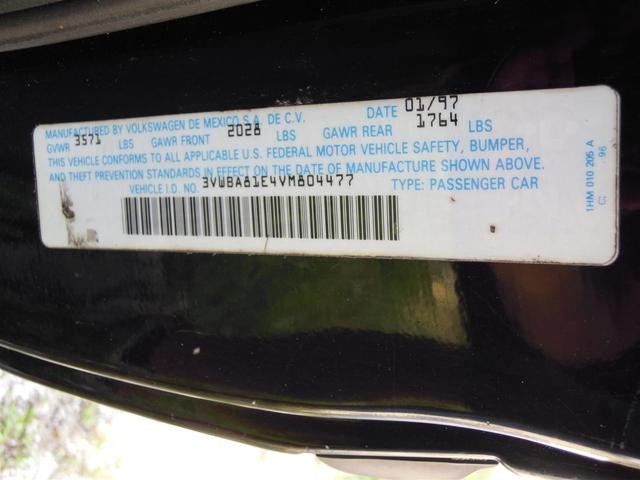 MANUFACTURED BY VOLKSWAGEN DE MEXICO S.A. DE C.V. DATE 01/97
GVWR 3571 LBS GAWR FRONT 2028 LBS GAWR REAR 1764 LBS
THIS VEHICLE CONFORMS TO ALL APPLICABLE U.S. FEDERAL MOTOR VEHICLE SAFETY, BUMPER,
AND THEFT PREVENTION STANDARDS IN EFFECT ON THE DATE OF MANUFACTURE SHOWN ABOVE.
VEHICLE I.D. NO. 3VWBA81E4VM804477 TYPE: PASSENGER CAR
1HM 010 205 A